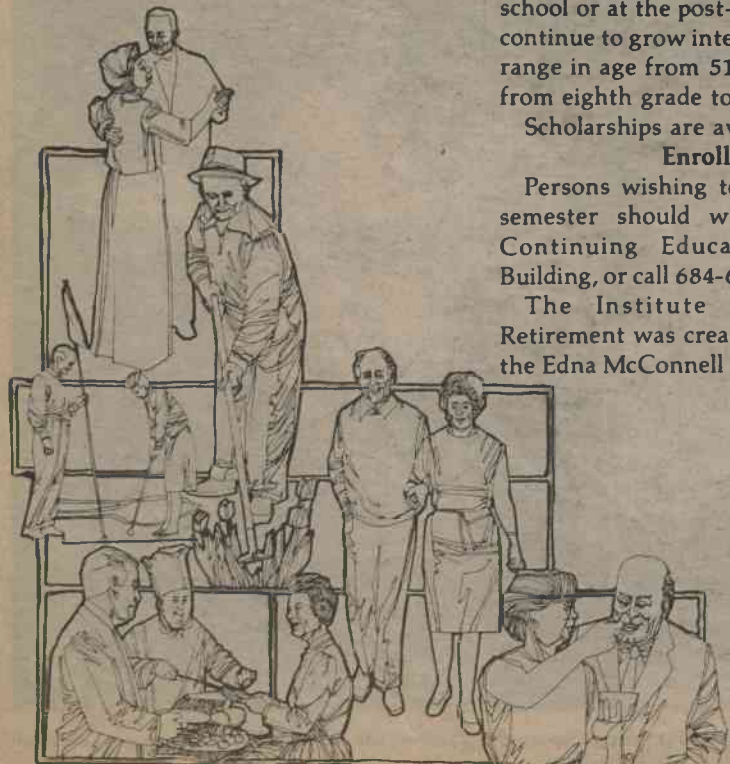 school or at the post-
continue to grow inte
range in age from 51
from eighth grade to
Scholarships are av
Enroll
Persons wishing to
semester should w
Continuing Educa
Building, or call 684-6
The Institute
Retirement was crea
the Edna McConnell